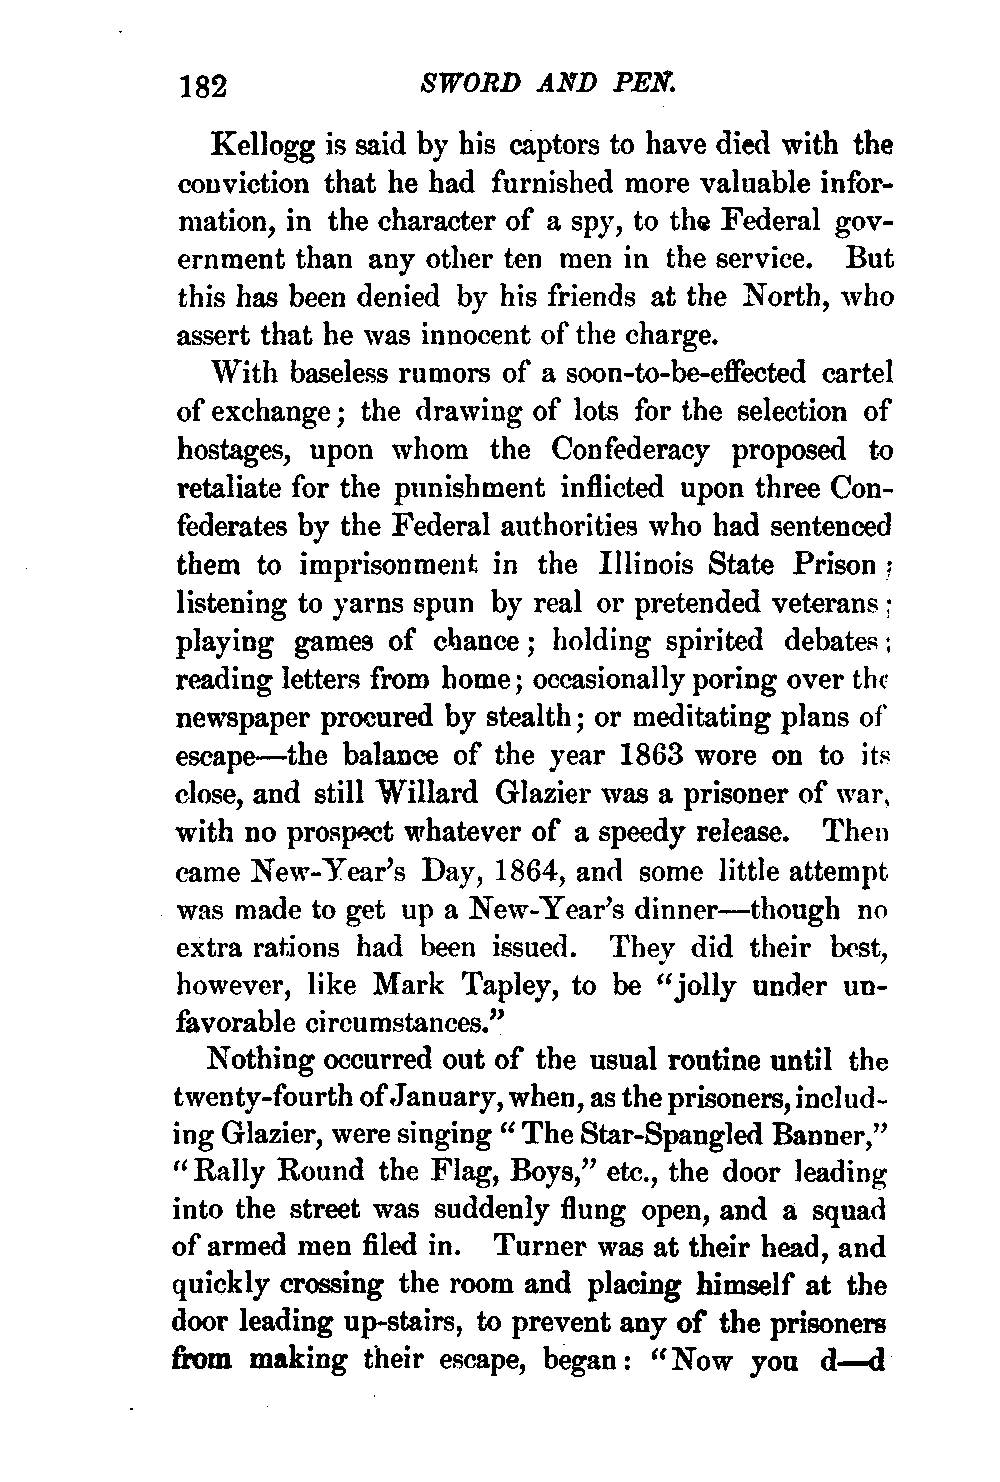 182 SWORD AND PEN.
Kellogg is said by his captors to have died with the
conviction that he had furnished more valuable infor-
mation, in the character of a spy, to the Federal gov-
ernment than any other ten men in the service. But
this has been denied by his friends at the North, who
assert that he was innocent of the charge.
With baseless rumors of a soon-to-be-effected cartel
of exchange; the drawing of lots for the selection of
hostages, upon whom the Confederacy proposed to
retaliate for the punishment inflicted upon three Con-
federates by the Federal authorities who had sentenced
them to imprisonment in the Illinois State Prison;
listening to yarns spun by real or pretended veterans;
playing games of chance; holding spirited debates;
reading letters from home; occasionally poring over the
newspaper procured by stealth; or meditating plans of
escape—the balance of the year 1863 wore on to its
close, and still Willard Glazier was a prisoner of war,
with no prospect whatever of a speedy release. Then
came New-Year's Day, 1864, and some little attempt
was made to get up a New-Year's dinner—though no
extra rations had been issued. They did their best,
however, like Mark Tapley, to be "jolly under un-
favorable circumstances."
Nothing occurred out of the usual routine until the
twenty-fourth of January, when, as the prisoners, includ-
ing Glazier, were singing "The Star-Spangled Banner,"
"Rally Round the Flag, Boys," etc., the door leading
into the street was suddenly flung open, and a squad
of armed men filed in. Turner was at their head, and
quickly crossing the room and placing himself at the
door leading up-stairs, to prevent any of the prisoners
from making their escape, began: "Now you d—d